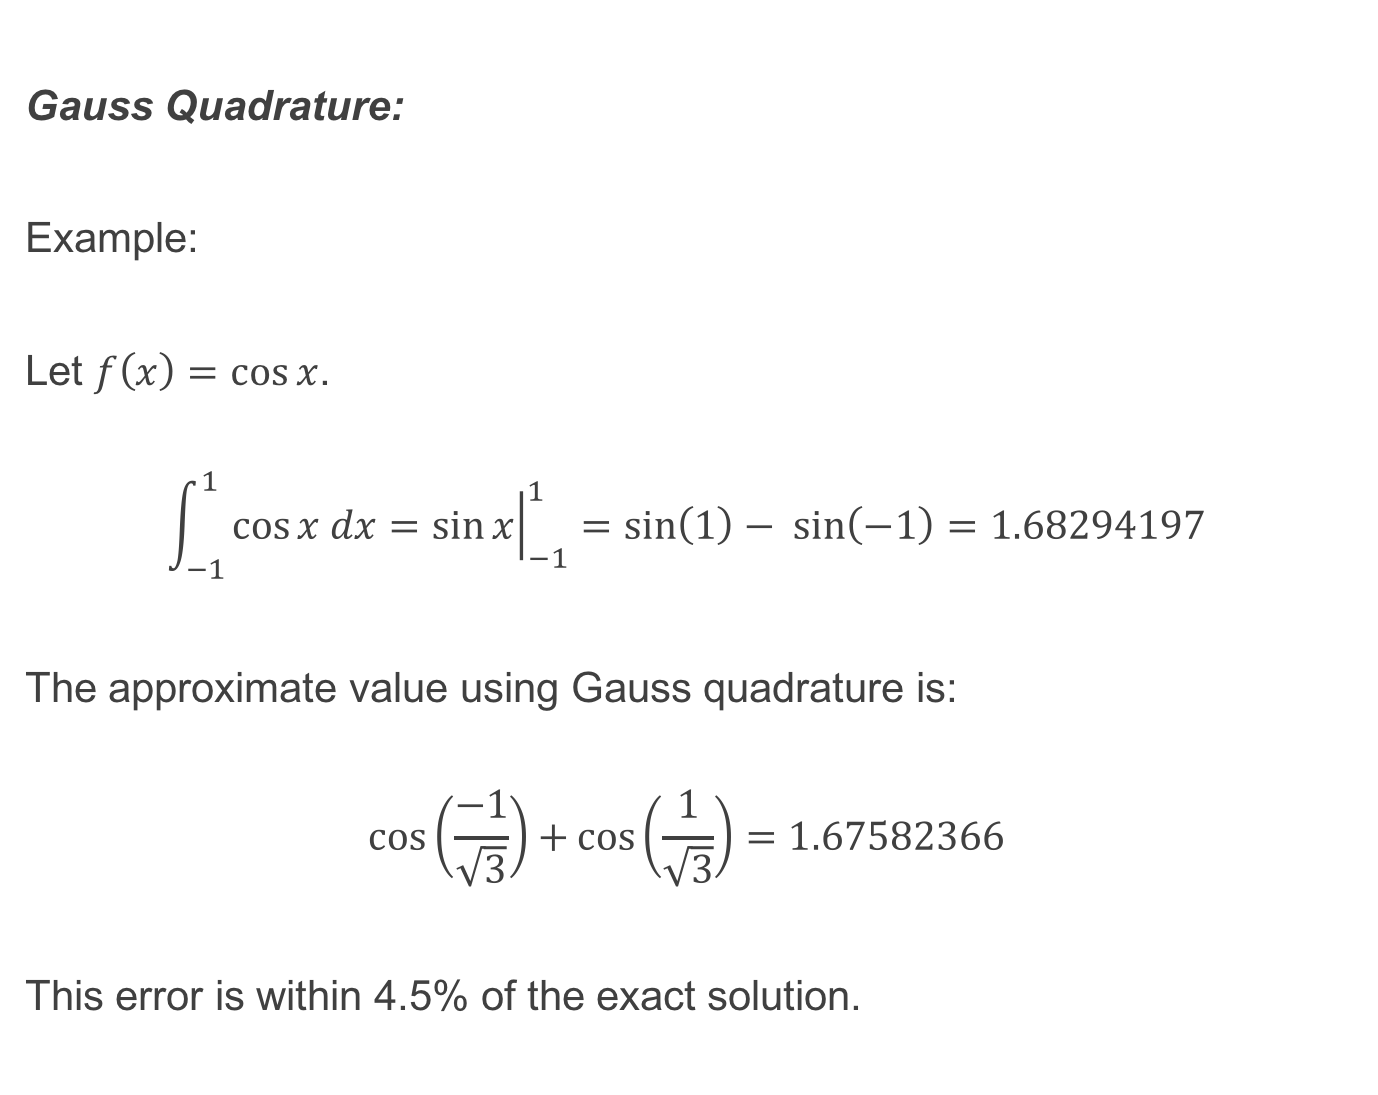 Gauss Quadrature:
Example:
Let f(x) = cos x.
∫_{-1}^{1} cos x dx = sin x|_{-1}^{1} = sin(1) − sin(−1) = 1.68294197
The approximate value using Gauss quadrature is:
cos(−1/√3) + cos(1/√3) = 1.67582366
This error is within 4.5% of the exact solution.